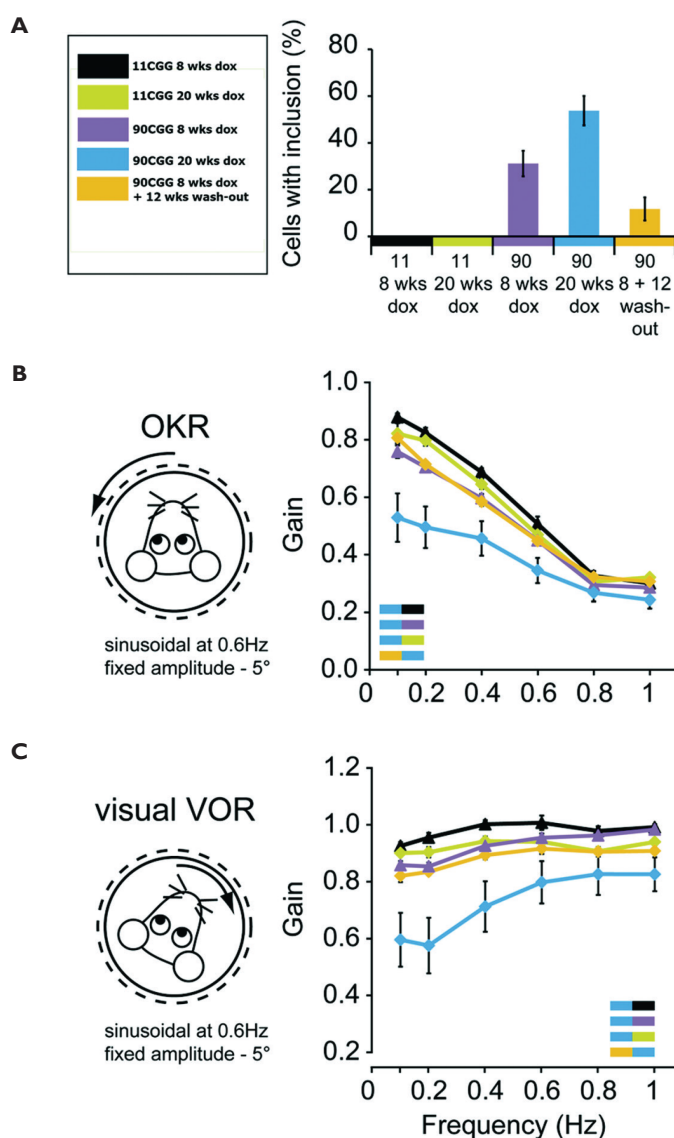 A
11CGG 8 wks dox
11CGG 20 wks dox
90CGG 8 wks dox
90CGG 20 wks dox
90CGG 8 wks dox
+ 12 wks wash-out
Cells with inclusion (%)
80
60
40
20
0
11
8 wks
dox
11
20 wks
dox
90
8 wks
dox
90
20 wks
dox
90
8 + 12
wash-
out
B
OKR
sinusoidal at 0.6Hz
fixed amplitude - 5°
Gain
1.0
0.8
0.6
0.4
0.2
0.0
0 0.2 0.4 0.6 0.8 1
C
visual VOR
sinusoidal at 0.6Hz
fixed amplitude - 5°
Gain
1.2
1.0
0.8
0.6
0.4
0.2
0 0.2 0.4 0.6 0.8 1
Frequency (Hz)